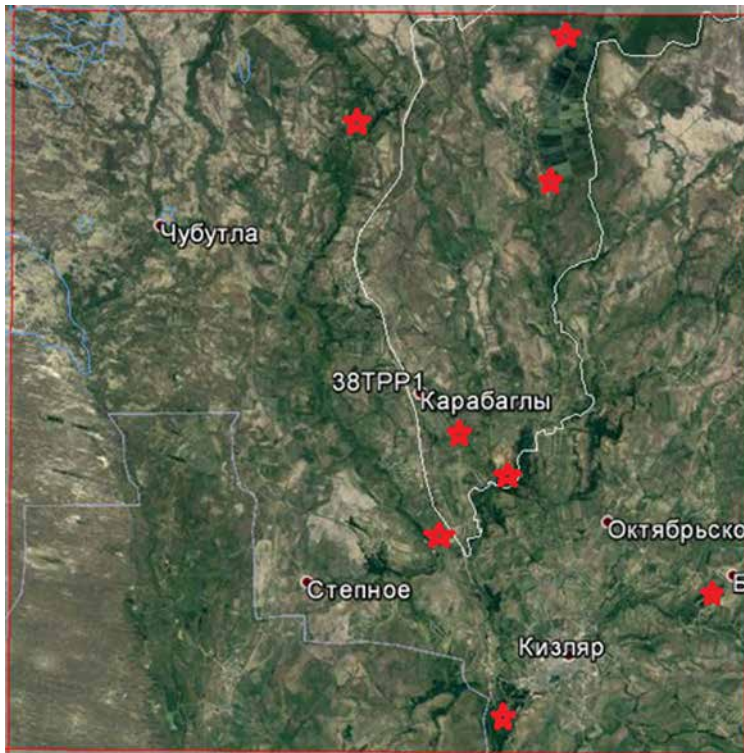 Чубутла
38TPP1
Карабаглы
Октябрьско
Е
Степное
Кизляр